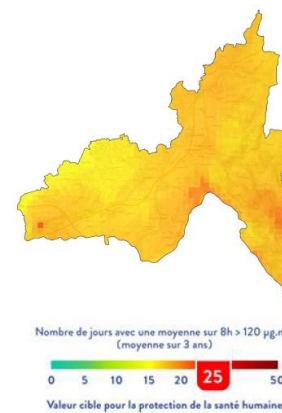 Nombre de jours avec une moyenne sur 8h > 120 µg.m
(moyenne sur 3 ans)
0 5 10 15 20 25 50
Valeur cible pour la protection de la santé humaine